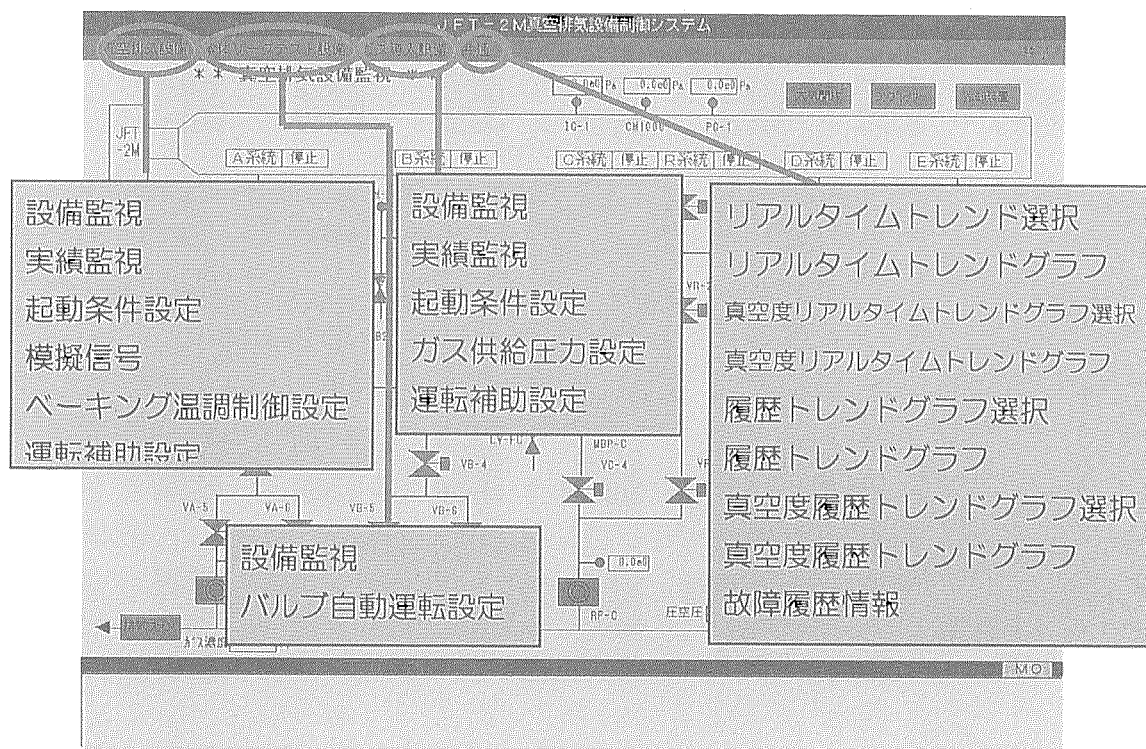 JFT-2M真空排気設備制御システム
** 真空排気設備監視 **
0.0e0 Pa 0.0e0 Pa 0.0e0 Pa
IG-1 CM1000 PG-1
JFT
-2M
A系統 停止 B系統 停止 C系統 停止 R系統 停止 D系統 停止 E系統 停止
設備監視
実績監視
起動条件設定
模擬信号
ベーキング温調制御設定
運転補助設定
設備監視
実績監視
起動条件設定
ガス供給圧力設定
運転補助設定
リアルタイムトレンド選択
リアルタイムトレンドグラフ
真空度リアルタイムトレンドグラフ選択
真空度リアルタイムトレンドグラフ
履歴トレンドグラフ選択
履歴トレンドグラフ
真空度履歴トレンドグラフ選択
真空度履歴トレンドグラフ
故障履歴情報
MBP-C
VB-4 VC-4
VA-5 VA-6 VB-5 VB-6
設備監視
バルブ自動運転設定
0.0e0
RP-C
MO